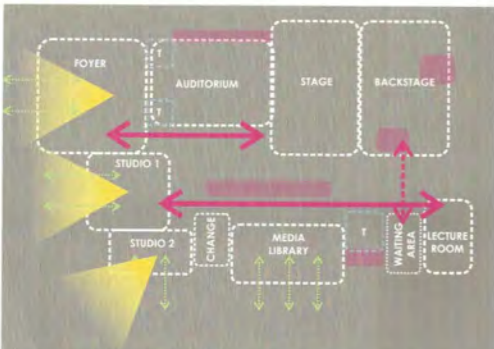 FOYER
T
AUDITORIUM
T
STAGE
BACKSTAGE
STUDIO 1
STUDIO 2
CHANGE
MEDIA
LIBRARY
T
WAITING
AREA
LECTURE
ROOM